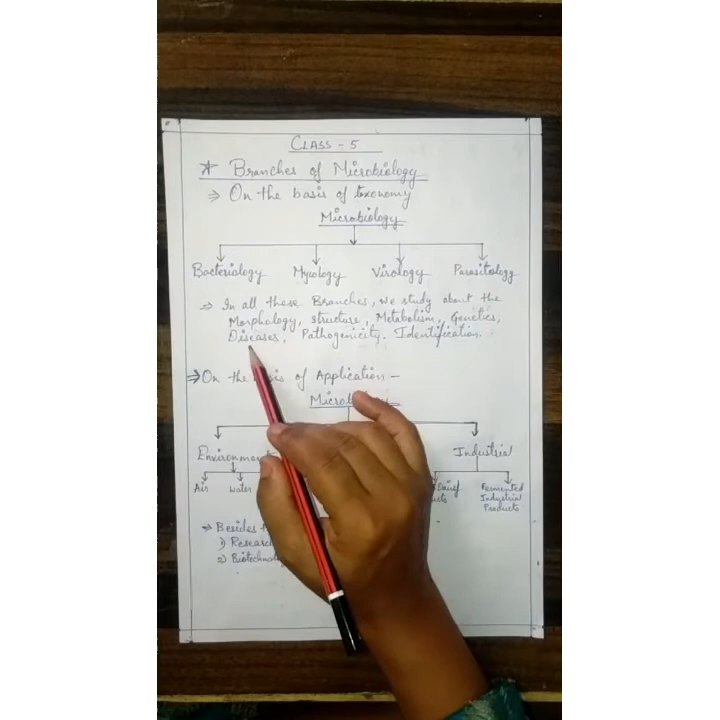 CLASS - 5
* Branches of Microbiology
⇒ On the basis of taxonomy
Microbiology
Bacteriology Mycology Virology Parasitology
⇒ In all these Branches, we study about the
Morphology, Structure, Metabolism, Genetics,
Diseases, Pathogenicity. Identification.
⇒ On the of Application -
Environment Industrial
Air Water Fermented
Industrial
Products
⇒ Besides
1) Research
2)